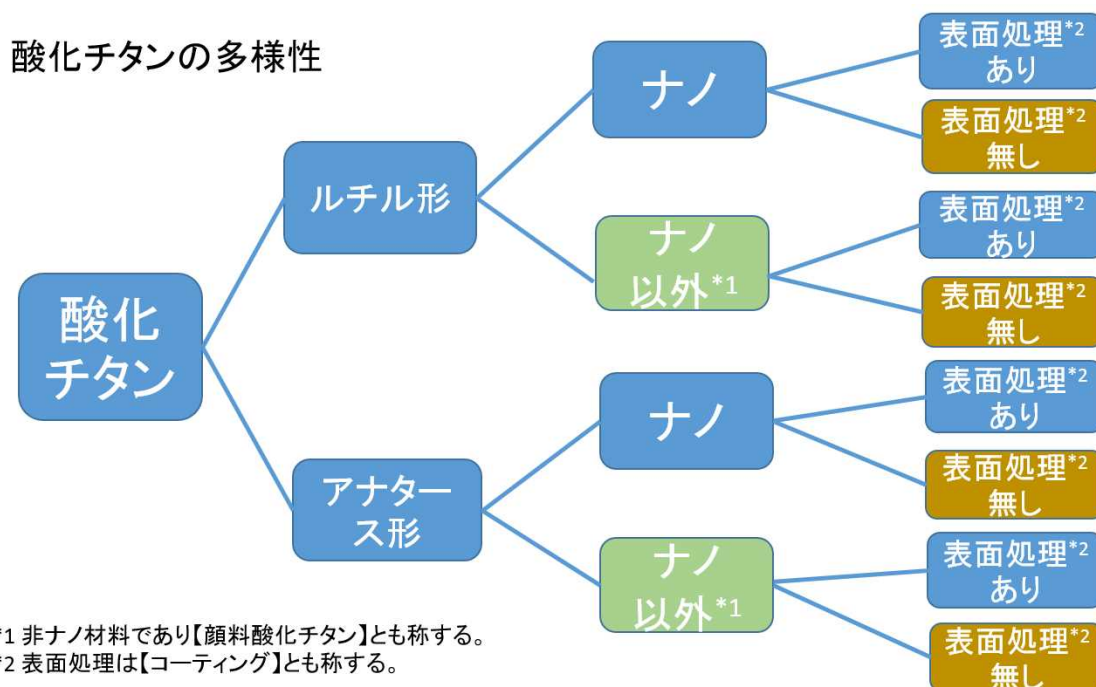 酸化チタンの多様性
酸化
チタン
ルチル形
アナター
ス形
ナノ
ナノ
以外*1
ナノ
ナノ
以外*1
表面処理*2
あり
表面処理*2
無し
表面処理*2
あり
表面処理*2
無し
表面処理*2
あり
表面処理*2
無し
表面処理*2
あり
表面処理*2
無し
*1 非ナノ材料であり【顔料酸化チタン】とも称する。
*2 表面処理は【コーティング】とも称する。